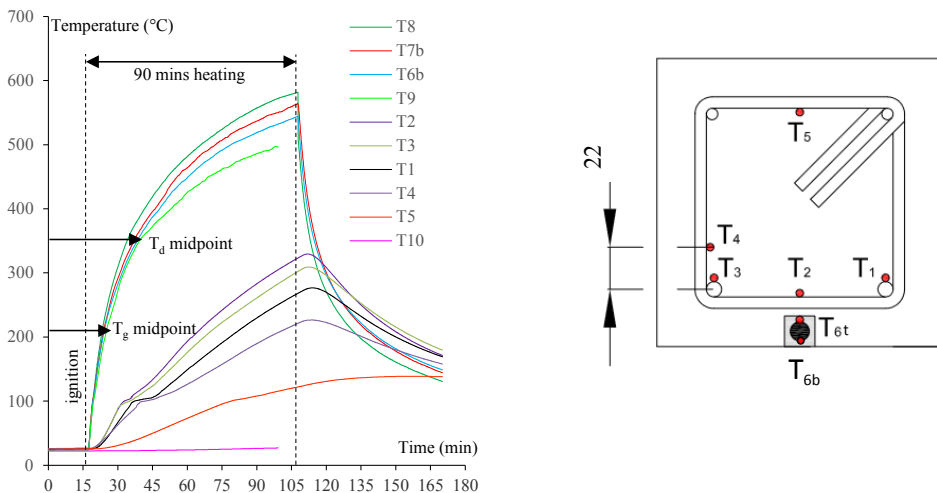 700
600
500
400
300
200
100
0
Temperature (°C)
90 mins heating
T8
T7b
T6b
T9
T2
T3
T1
T4
T5
T10
Td midpoint
Tg midpoint
ignition
Time (min)
0 15 30 45 60 75 90 105 120 135 150 165 180
22
T5
T4
T3 T2 T1
T6t
T6b